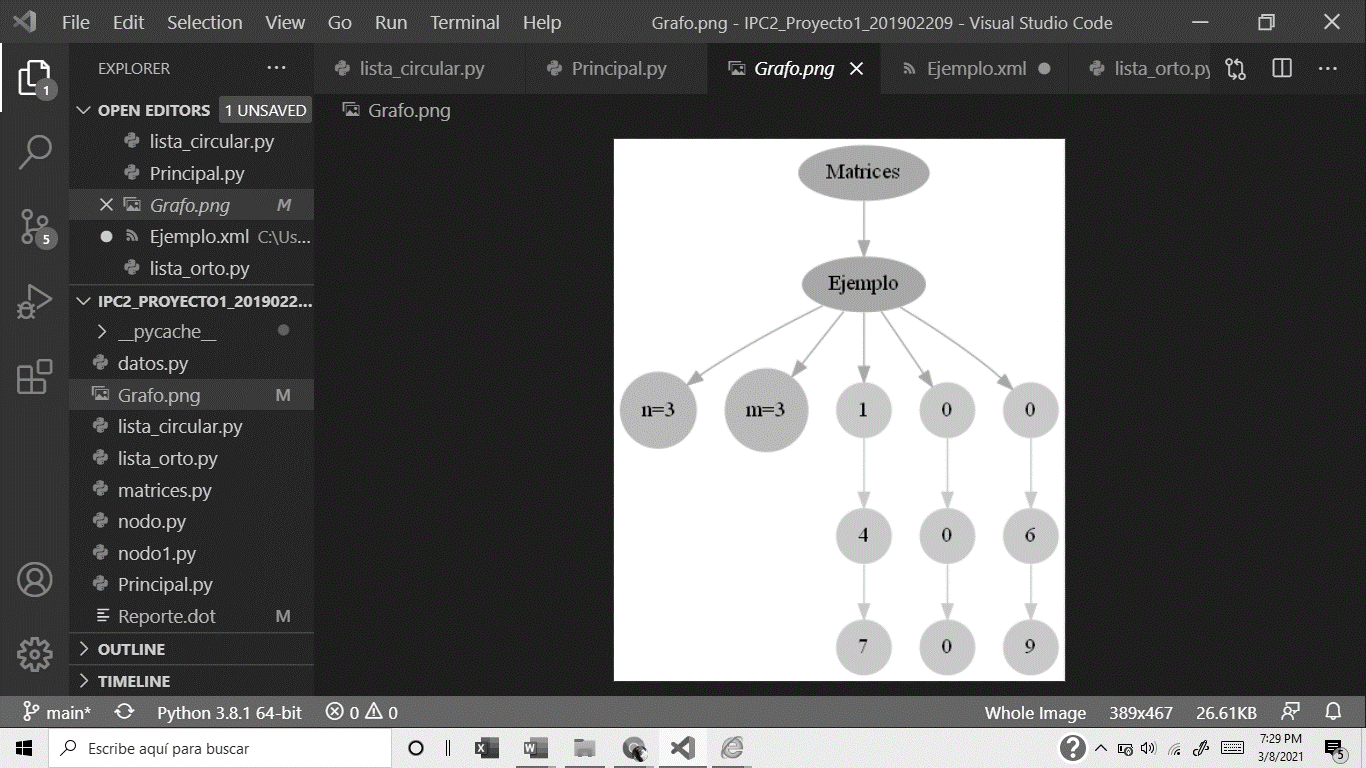 File Edit Selection View Go Run Terminal Help Grafo.png - IPC2_Proyecto1_201902209 - Visual Studio Code
EXPLORER ··· lista_circular.py Principal.py Grafo.png Ejemplo.xml lista_orto.py ···
OPEN EDITORS 1 UNSAVED
lista_circular.py
Principal.py
Grafo.png M
Ejemplo.xml C:\Us...
lista_orto.py
IPC2_PROYECTO1_2019022...
__pycache__
datos.py
Grafo.png M
lista_circular.py
lista_orto.py
matrices.py
nodo.py
nodo1.py
Principal.py
Reporte.dot M
OUTLINE
TIMELINE
1
5
Grafo.png
Matrices
Ejemplo
n=3 m=3 1 0 0
4 0 6
7 0 9
main* Python 3.8.1 64-bit 0 0 Whole Image 389x467 26.61KB
Escribe aquí para buscar
7:29 PM
3/8/2021
5